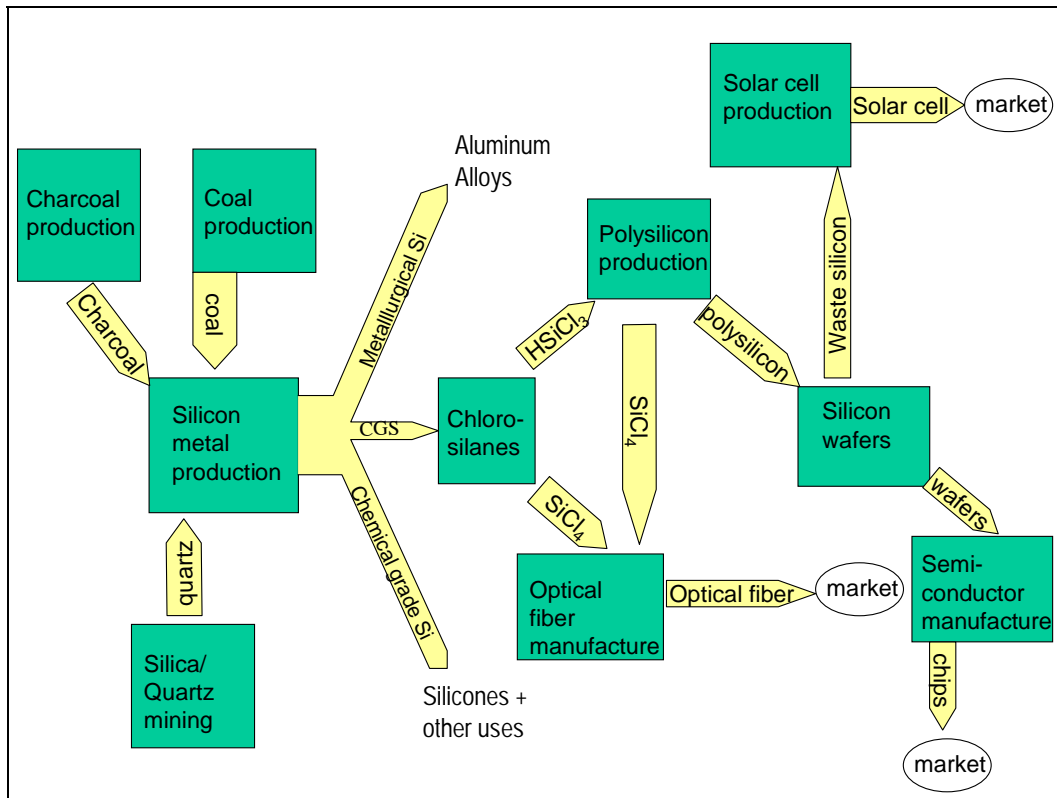 Solar cell
production
Solar cell
market
Aluminum
Alloys
Charcoal
production
Coal
production
Polysilicon
production
Waste silicon
Charcoal
coal
Metalllurgical Si
HSiCl3
polysilicon
SiCl4
Silicon
metal
production
CGS
Chloro-
silanes
Silicon
wafers
Chemical grade Si
SiCl4
wafers
quartz
Optical
fiber
manufacture
Optical fiber
market
Semi-
conductor
manufacture
Silica/
Quartz
mining
chips
Silicones +
other uses
market